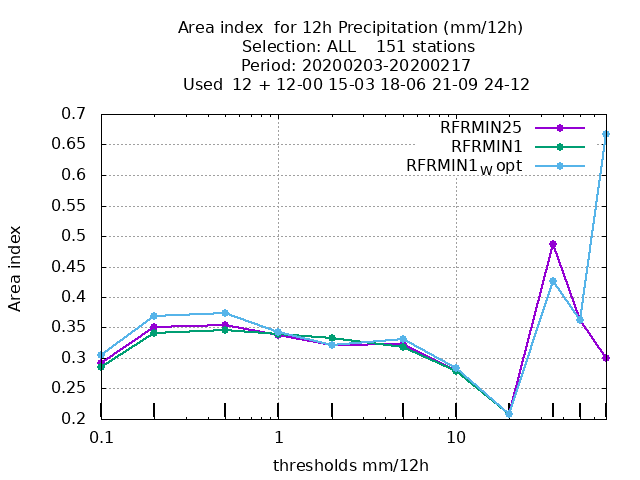 Area index  for 12h Precipitation (mm/12h)
Selection: ALL    151 stations
Period: 20200203-20200217
Used  12 + 12-00 15-03 18-06 21-09 24-12
RFRMIN25
RFRMIN1
RFRMIN1W opt
0.7
0.65
0.6
0.55
0.5
0.45
0.4
0.35
0.3
0.25
0.2
Area index
0.1
1
10
thresholds mm/12h